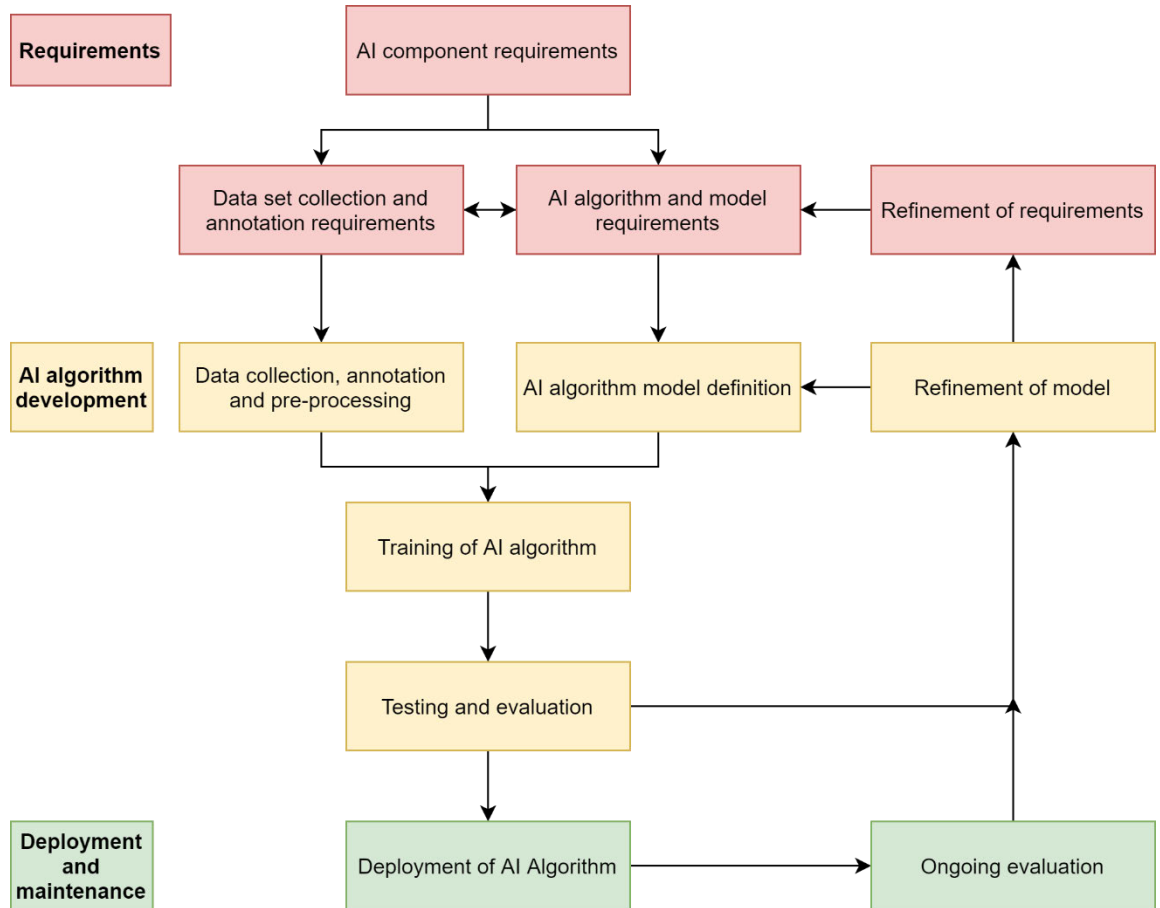 Requirements
AI component requirements
Data set collection and
annotation requirements
AI algorithm and model
requirements
Refinement of requirements
AI algorithm
development
Data collection, annotation
and pre-processing
AI algorithm model definition
Refinement of model
Training of AI algorithm
Testing and evaluation
Deployment
and
maintenance
Deployment of AI Algorithm
Ongoing evaluation